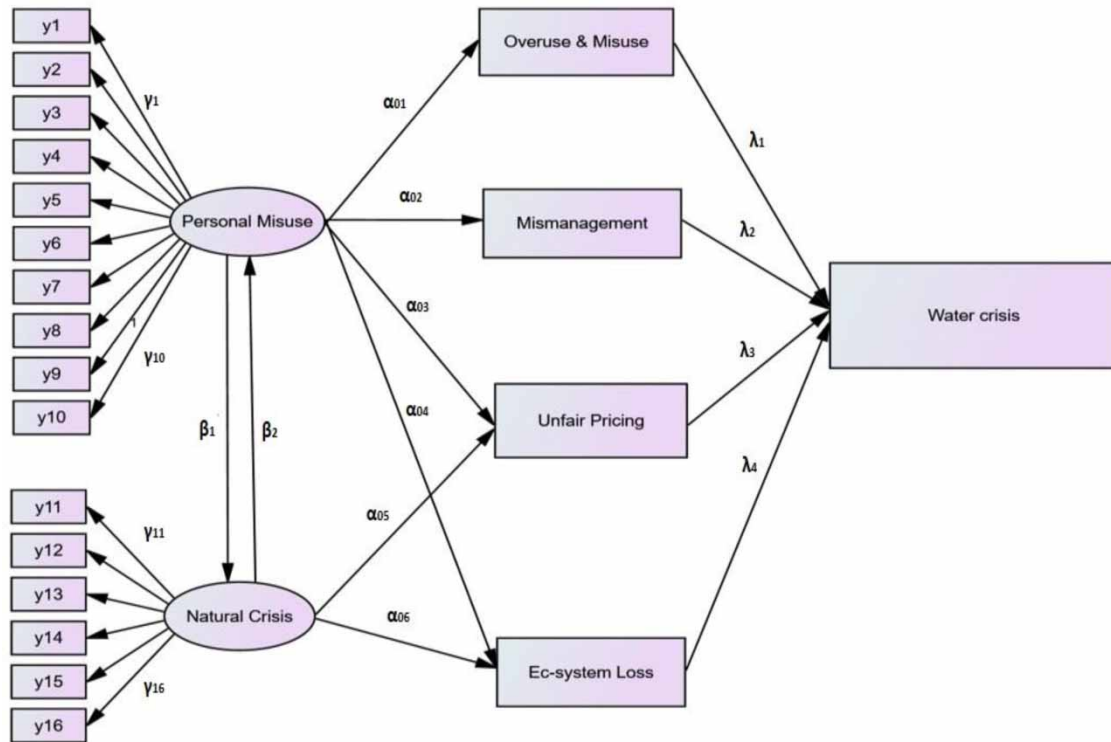 y1
y2
y3
y4
y5
y6
y7
y8
y9
y10
γ1
γ10
Personal Misuse
β1
β2
y11
y12
y13
y14
y15
y16
γ11
γ16
Natural Crisis
α01
α02
α03
α04
α05
α06
Overuse & Misuse
Mismanagement
Unfair Pricing
Ec-system Loss
λ1
λ2
λ3
λ4
Water crisis